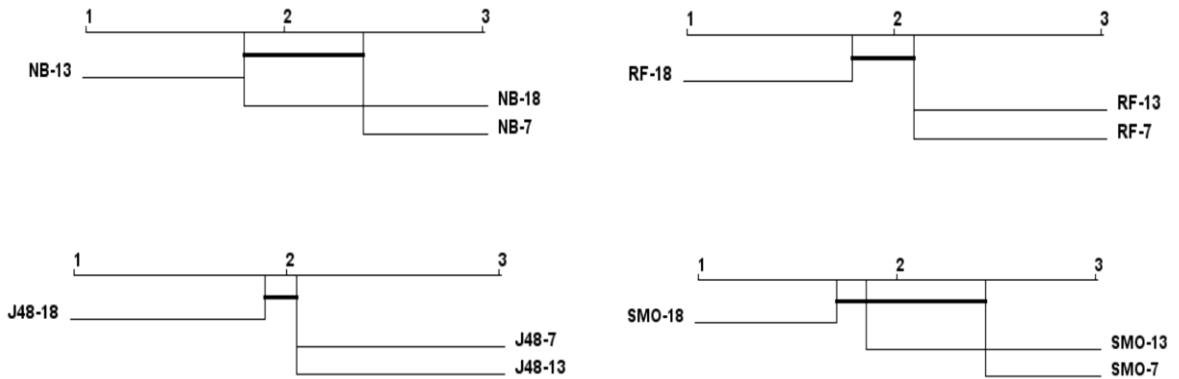 1 2 3
NB-13
NB-18
NB-7
1 2 3
RF-18
RF-13
RF-7
1 2 3
J48-18
J48-7
J48-13
1 2 3
SMO-18
SMO-13
SMO-7